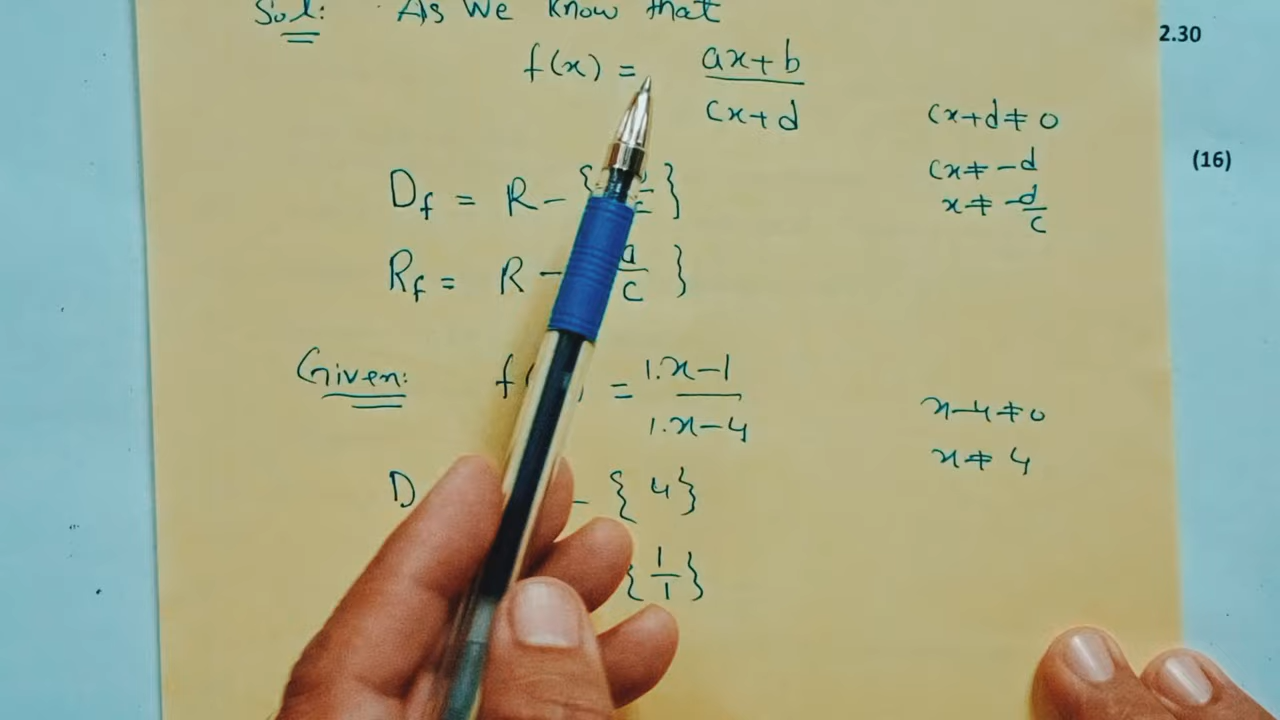 Sol: As We Know that
2.30
f(x) = ax+b
cx+d
cx+d≠0
(16)
cx≠-d
x≠-d/c
Df = R - { }
Rf = R - a/c }
Given: f = 1.x-1
1.x-4
x-4≠0
x≠4
D - {4}
{1/1}